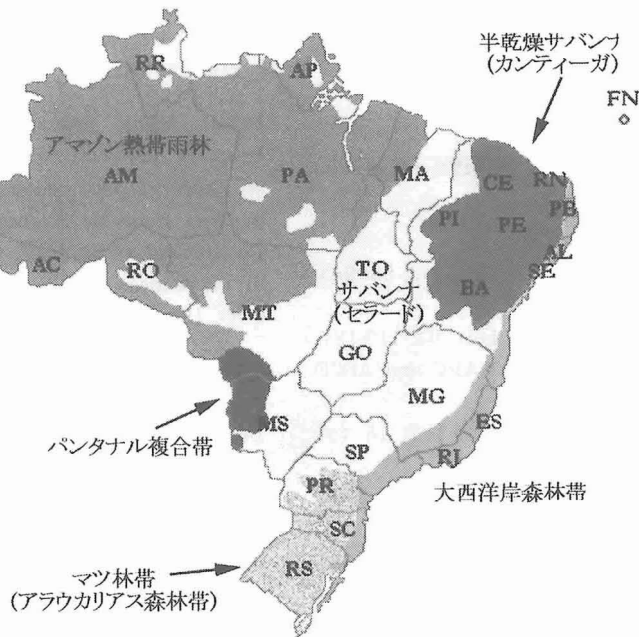 半乾燥サバンナ
(カンティーガ)
FN
RR
AP
アマゾン熱帯雨林
AM
PA
MA
CE
RN
PI
PE
PB
AC
RO
TO
AL
SE
サバンナ
BA
MT
(セラード)
GO
MG
MS
ES
パンタナル複合帯
SP
RJ
PR
大西洋岸森林帯
SC
マツ林帯
RS
(アラウカリアス森林帯)